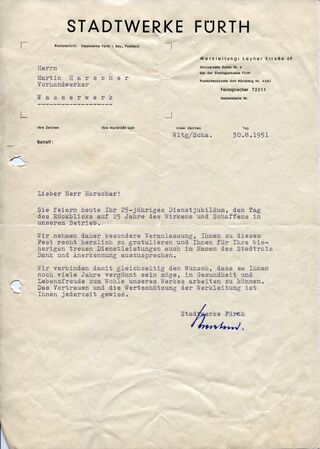 STADTWERKE FÜRTH
Postanschrift: Stadtwerke Fürth i. Bay., Postfach
Werkleitung: Leyher Straße 69
Girozentrale Konto Nr. 4
bei der Stadtsparkasse Fürth
Postscheckkonto Amt Nürnberg Nr. 4482
Fernsprecher 72211
Nebenstelle Nr.
Herrn
Martin Harscher
Vorhandwerker
Wasserwerk
Ihre Zeichen Ihre Nachricht vom Unsere Zeichen Tag
Wltg/Scha. 30.8.1951
Betreff:
Lieber Herr Harscher!
Sie feiern heute Ihr 25-jähriges Dienstjubiläum, den Tag
des Rückblicks auf 25 Jahre des Wirkens und Schaffens in
unseren Betrieb.
Wir nehmen daher besondere Veranlassung, Ihnen zu diesem
Fest recht herzlich zu gratulieren und Ihnen für Ihre bis-
herigen treuen Dienstleistungen auch im Namen des Stadtrats
Dank und Anerkennung auszusprechen.
Wir verbinden damit gleichzeitig den Wunsch, dass es Ihnen
noch viele Jahre vergönnt sein möge, in Gesundheit und
Lebensfreude zum Wohle unseres Werkes arbeiten zu können.
Das Vertrauen und die Wertschätzung der Werkleitung ist
Ihnen jederzeit gewiss.
Stadtwerke Fürth